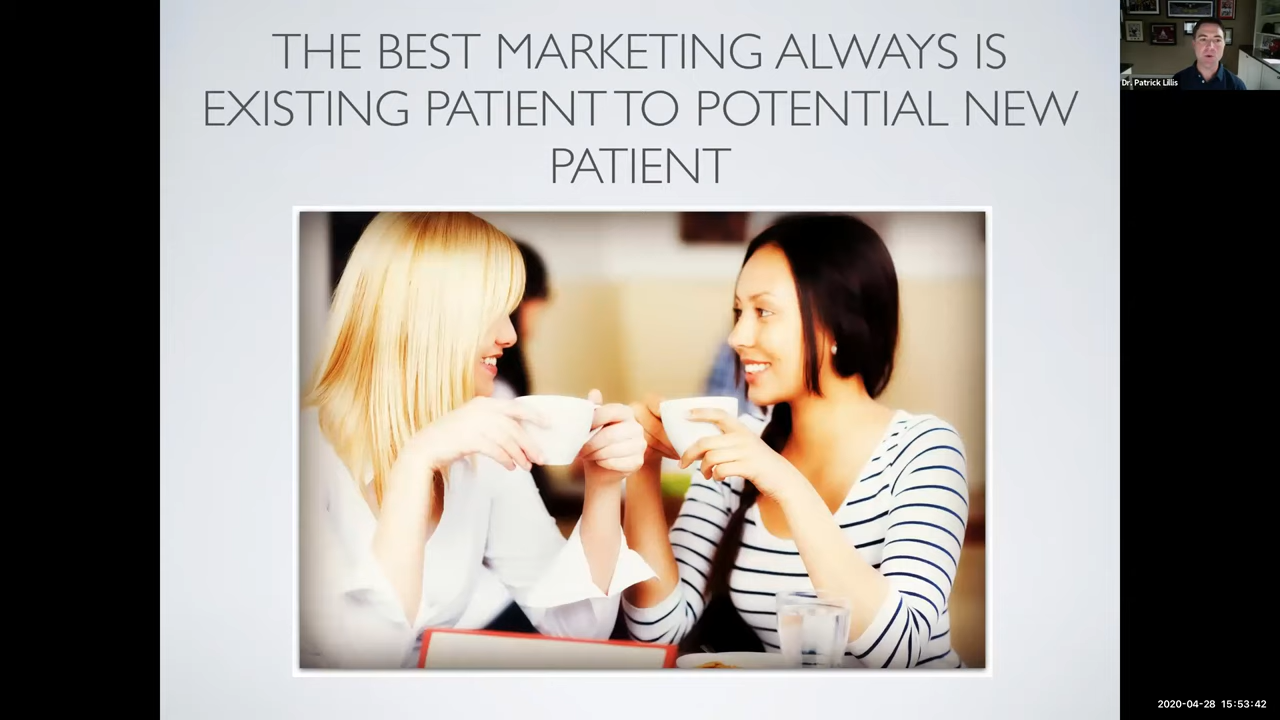 THE BEST MARKETING ALWAYS IS
EXISTING PATIENT TO POTENTIAL NEW
PATIENT
Dr. Patrick Lillis
2020-04-28 15:53:42